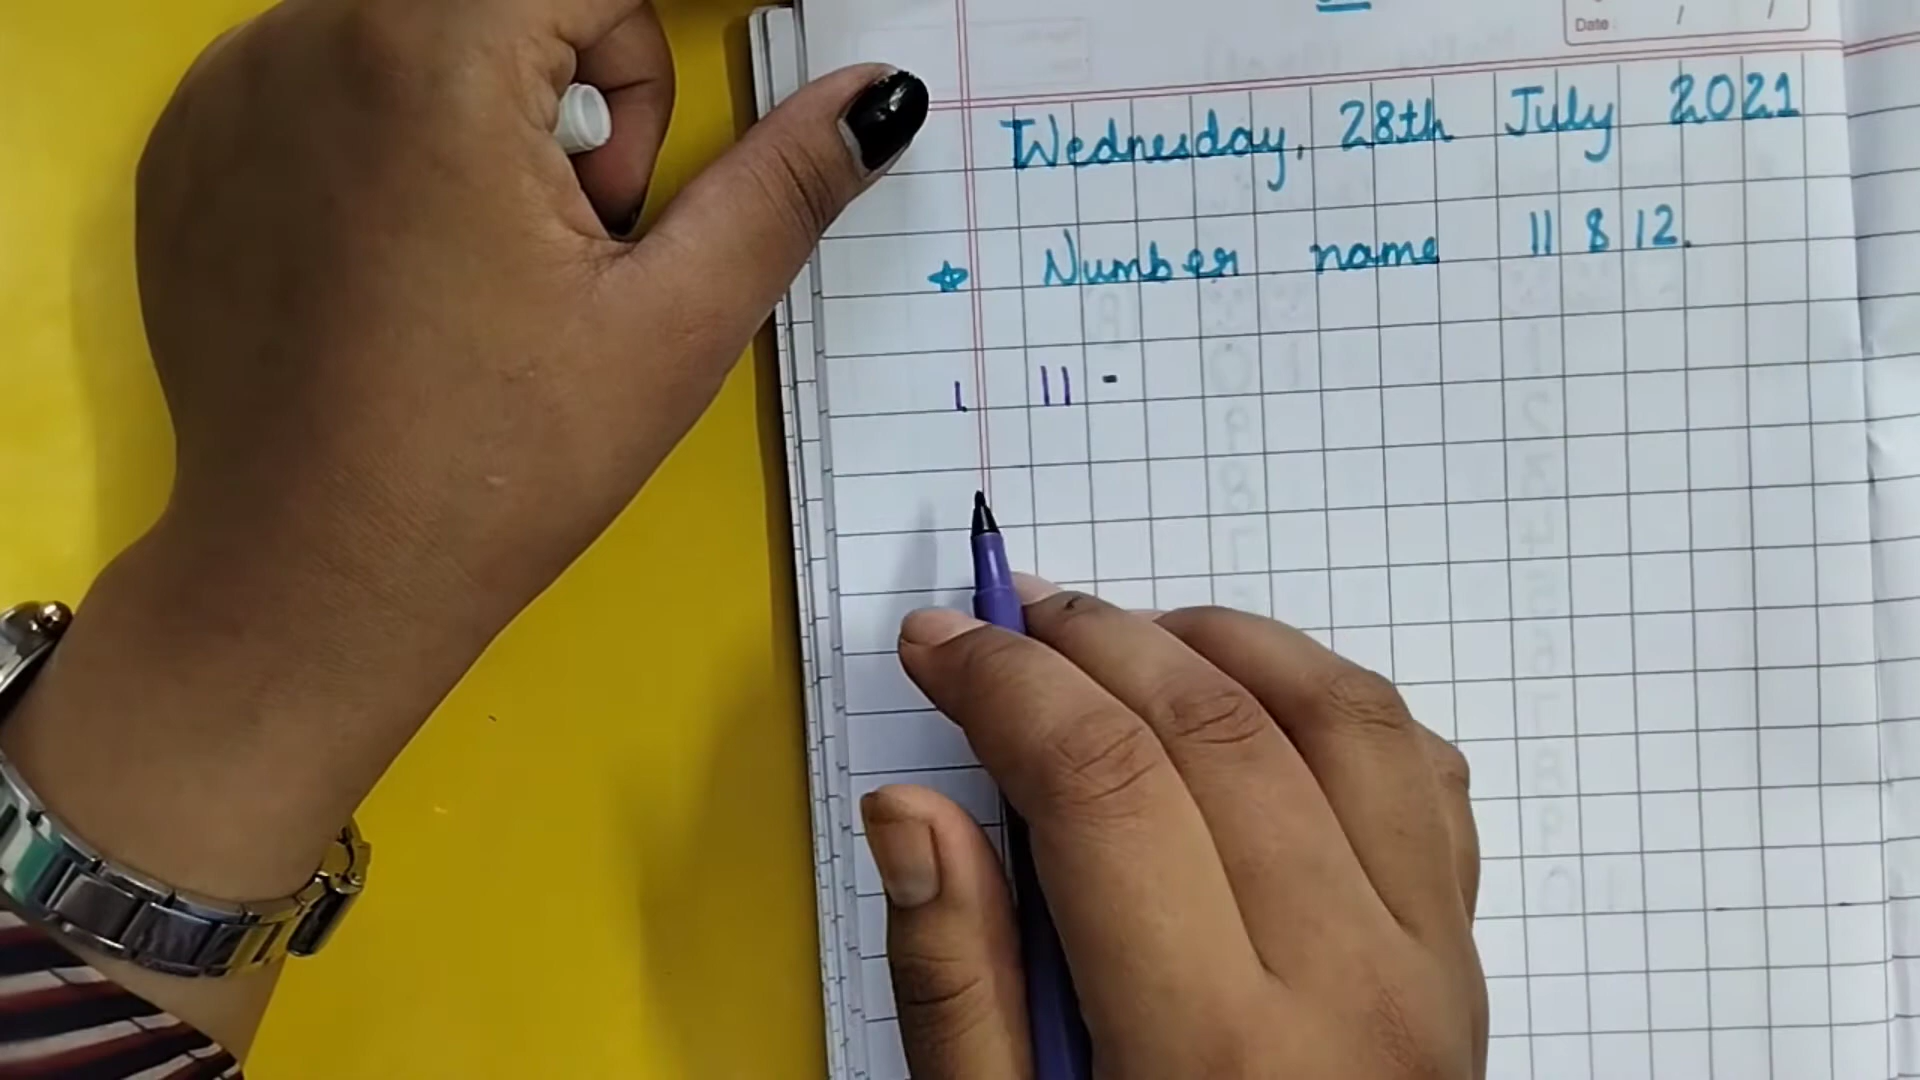 Date : / /
Wednesday, 28th July 2021
☆ Number name 11 & 12.
1. 11 -